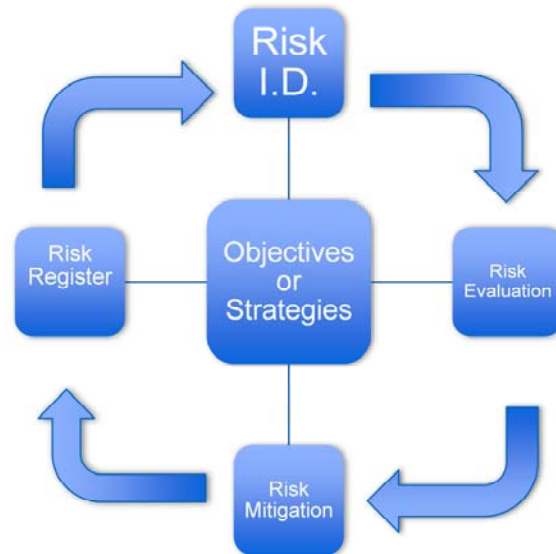 Risk
I.D.
Risk
Register
Objectives
or
Strategies
Risk
Evaluation
Risk
Mitigation